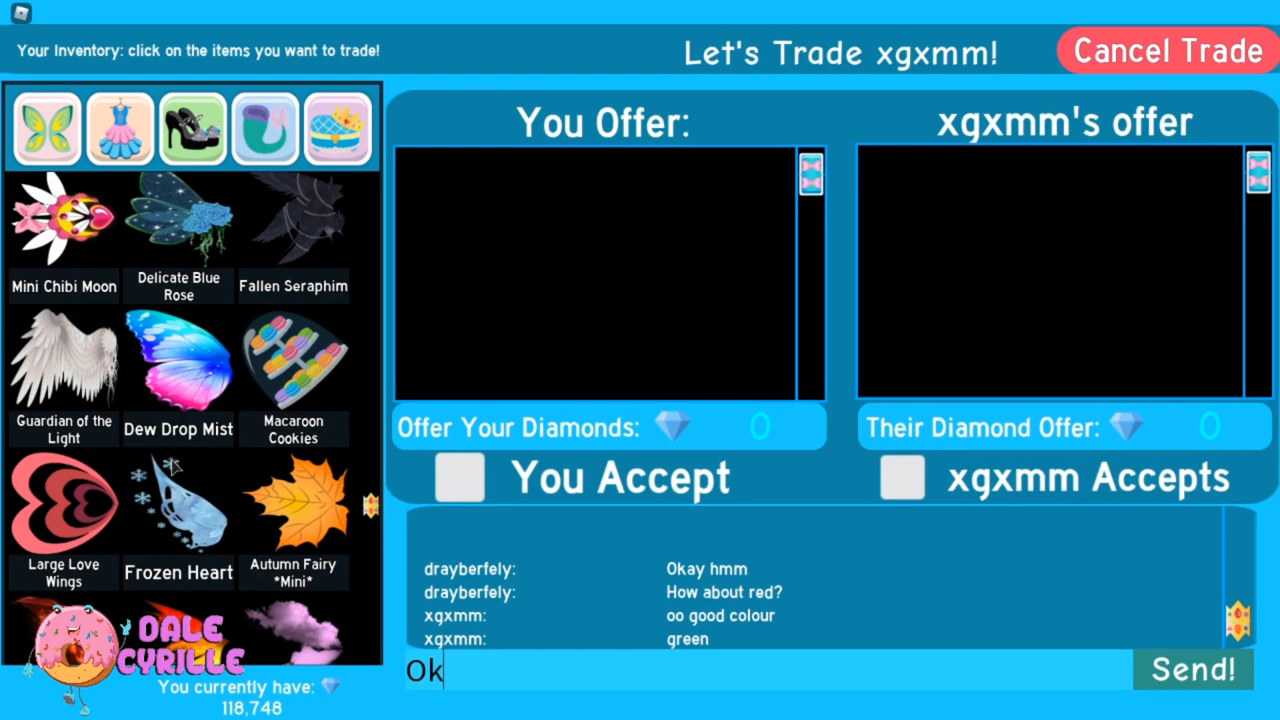 Your Inventory: click on the items you want to trade!
Let's Trade xgxmm!
Cancel Trade
You Offer:
xgxmm's offer
Mini Chibi Moon
Delicate Blue
Rose
Fallen Seraphim
Guardian of the
Light
Dew Drop Mist
Macaroon
Cookies
Large Love
Wings
Frozen Heart
Autumn Fairy
*Mini*
Offer Your Diamonds: 0
Their Diamond Offer: 0
You Accept
xgxmm Accepts
drayberfely: Okay hmm
drayberfely: How about red?
xgxmm: oo good colour
xgxmm: green
Ok
Send!
DALE
CYRILLE
You currently have:
118,748